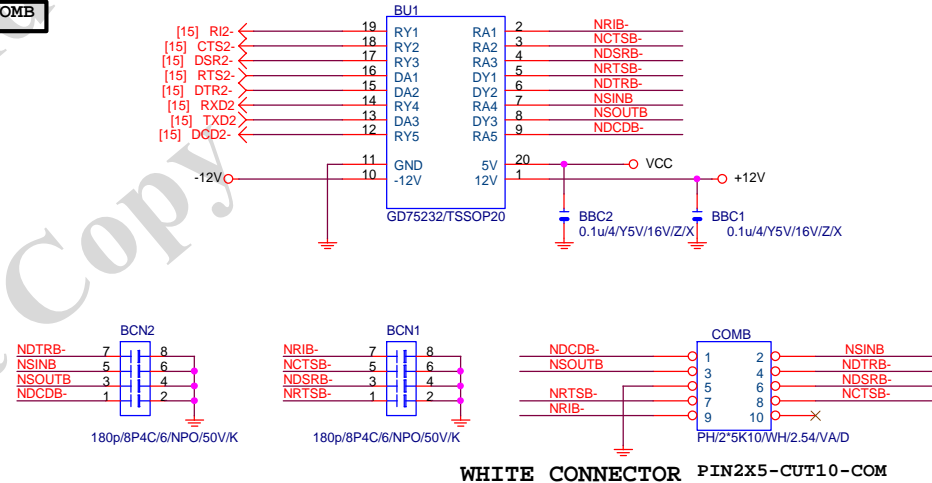 OMB
BU1
[15] RI2- 19 RY1 RA1 2 NRIB-
[15] CTS2- 18 RY2 RA2 3 NCTSB-
[15] DSR2- 17 RY3 RA3 4 NDSRB-
[15] RTS2- 16 DA1 DY1 5 NRTSB-
[15] DTR2- 15 DA2 DY2 6 NDTRB-
[15] RXD2 14 RY4 RA4 7 NSINB
[15] TXD2 13 DA3 DY3 8 NSOUTB
[15] DCD2- 12 RY5 RA5 9 NDCDB-
11 GND 5V 20 VCC
-12V 10 -12V 12V 1 +12V
GD75232/TSSOP20
BBC2 BBC1
0.1u/4/Y5V/16V/Z/X 0.1u/4/Y5V/16V/Z/X
Copy
Copy
BCN2
NDTRB- 7 8
NSINB 5 6
NSOUTB 3 4
NDCDB- 1 2
180p/8P4C/6/NPO/50V/K
BCN1
NRIB- 7 8
NCTSB- 5 6
NDSRB- 3 4
NRTSB- 1 2
180p/8P4C/6/NPO/50V/K
COMB
NDCDB- 1 2 NSINB
NSOUTB 3 4 NDTRB-
5 6 NDSRB-
NRTSB- 7 8 NCTSB-
NRIB- 9 10
PH/2*5K10/WH/2.54/VA/D
WHITE CONNECTOR PIN2X5-CUT10-COM